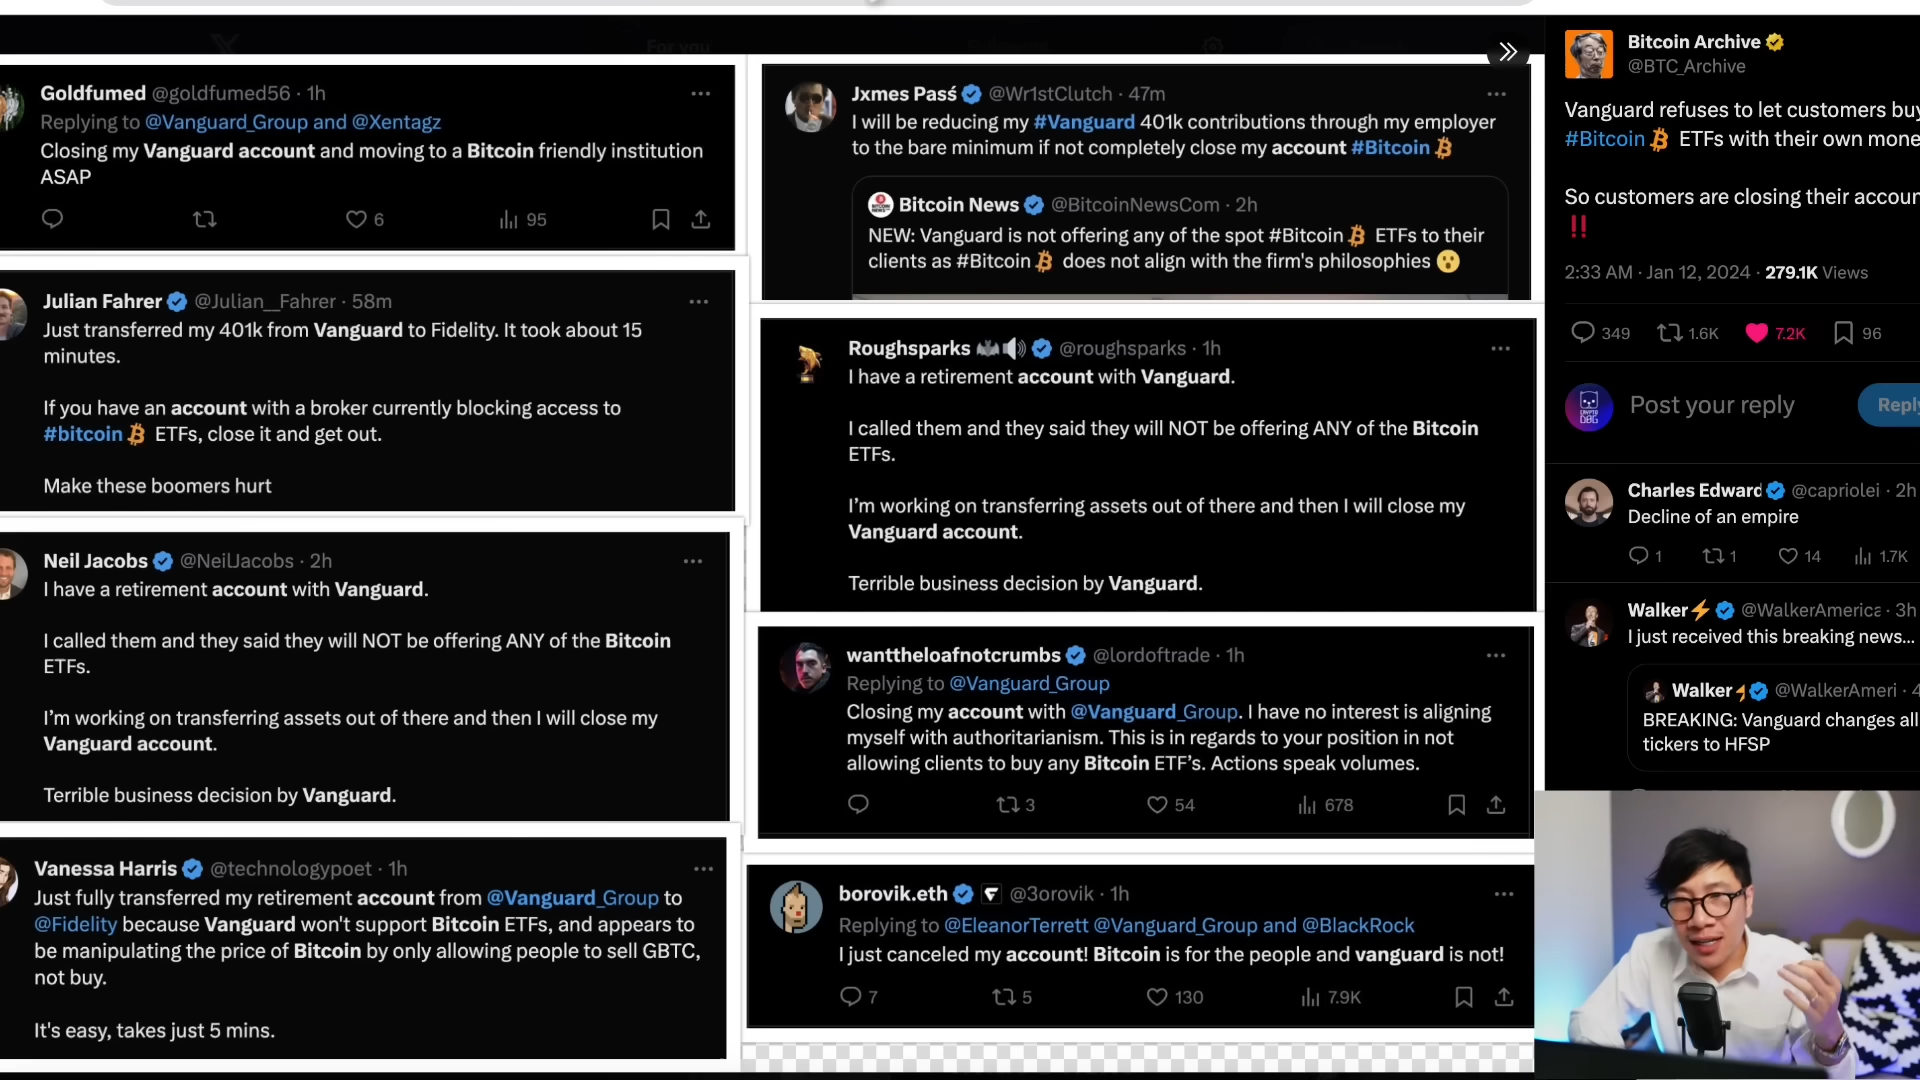 Goldfumed @goldfumed56 · 1h
Replying to @Vanguard_Group and @Xentagz
Closing my Vanguard account and moving to a Bitcoin friendly institution
ASAP
6 95
Julian Fahrer @Julian__Fahrer · 58m
Just transferred my 401k from Vanguard to Fidelity. It took about 15
minutes.
If you have an account with a broker currently blocking access to
#bitcoin ETFs, close it and get out.
Make these boomers hurt
Neil Jacobs @NeilJacobs · 2h
I have a retirement account with Vanguard.
I called them and they said they will NOT be offering ANY of the Bitcoin
ETFs.
I'm working on transferring assets out of there and then I will close my
Vanguard account.
Terrible business decision by Vanguard.
Vanessa Harris @technologypoet · 1h
Just fully transferred my retirement account from @Vanguard_Group to
@Fidelity because Vanguard won't support Bitcoin ETFs, and appears to
be manipulating the price of Bitcoin by only allowing people to sell GBTC,
not buy.
It's easy, takes just 5 mins.
For you
Jxmes Pasś @Wr1stClutch · 47m
I will be reducing my #Vanguard 401k contributions through my employer
to the bare minimum if not completely close my account #Bitcoin
Bitcoin News @BitcoinNewsCom · 2h
NEW: Vanguard is not offering any of the spot #Bitcoin ETFs to their
clients as #Bitcoin does not align with the firm's philosophies
Roughsparks @roughsparks · 1h
I have a retirement account with Vanguard.
I called them and they said they will NOT be offering ANY of the Bitcoin
ETFs.
I'm working on transferring assets out of there and then I will close my
Vanguard account.
Terrible business decision by Vanguard.
wanttheloafnotcrumbs @lordoftrade · 1h
Replying to @Vanguard_Group
Closing my account with @Vanguard_Group. I have no interest is aligning
myself with authoritarianism. This is in regards to your position in not
allowing clients to buy any Bitcoin ETF's. Actions speak volumes.
3 54 678
borovik.eth @3orovik · 1h
Replying to @EleanorTerrett @Vanguard_Group and @BlackRock
I just canceled my account! Bitcoin is for the people and vanguard is not!
7 5 130 7.9K
Bitcoin Archive
@BTC_Archive
Vanguard refuses to let customers buy
#Bitcoin ETFs with their own mone
So customers are closing their accoun
‼
2:33 AM · Jan 12, 2024 · 279.1K Views
349 1.6K 7.2K 96
Post your reply
Reply
Charles Edward @capriolei · 2h
Decline of an empire
1 1 14 1.7K
Walker⚡ @WalkerAmerica · 3h
I just received this breaking news...
Walker⚡ @WalkerAmeri · 4
BREAKING: Vanguard changes all
tickers to HFSP